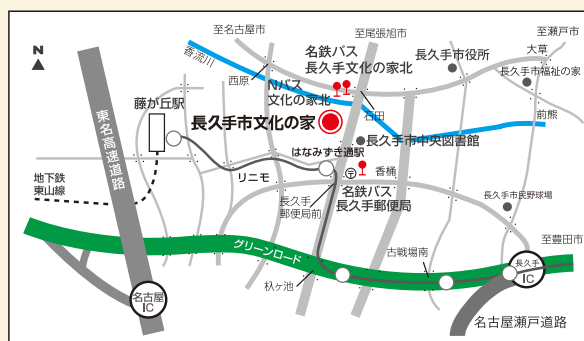 至名古屋市
至尾張旭市
至瀬戸市
N
香流川
名鉄バス
長久手文化の家北
長久手市役所
大草
西原
Nバス
文化の家北
石田
長久手市福祉の家
藤が丘駅
長久手市文化の家
前熊
東名高速道路
長久手市中央図書館
はなみずき通駅
地下鉄
東山線
リニモ
香桶
長久手
郵便局前
名鉄バス
長久手郵便局
長久手市民野球場
グリーンロード
古戦場南
至豊田市
長久手
IC
杁ヶ池
名古屋
IC
名古屋瀬戸道路